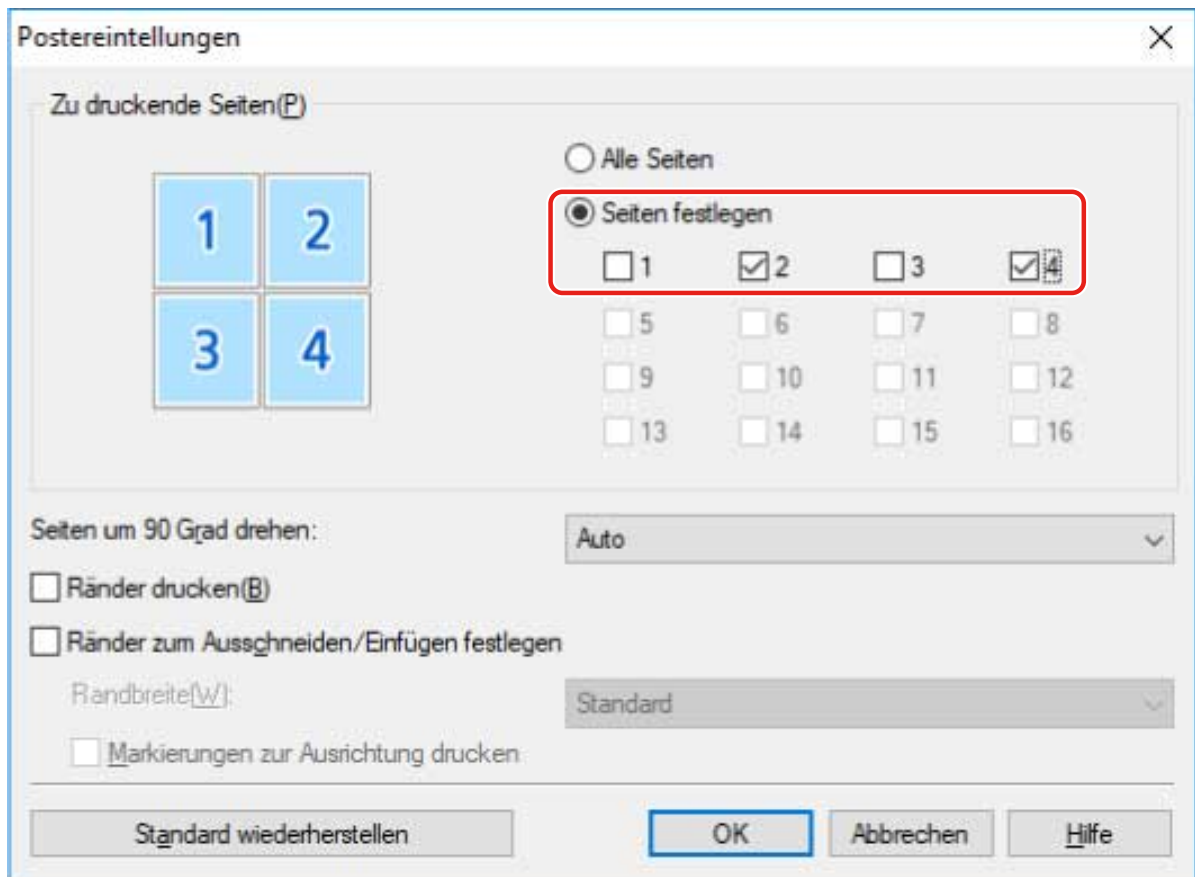 Postereintellungen
Zu druckende Seiten(P)
1 2
3 4
Alle Seiten
Seiten festlegen
1 2 3 4
5 6 7 8
9 10 11 12
13 14 15 16
Seiten um 90 Grad drehen: Auto
Ränder drucken(B)
Ränder zum Ausschneiden/Einfügen festlegen
Randbreite(W): Standard
Markierungen zur Ausrichtung drucken
Standard wiederherstellen OK Abbrechen Hilfe